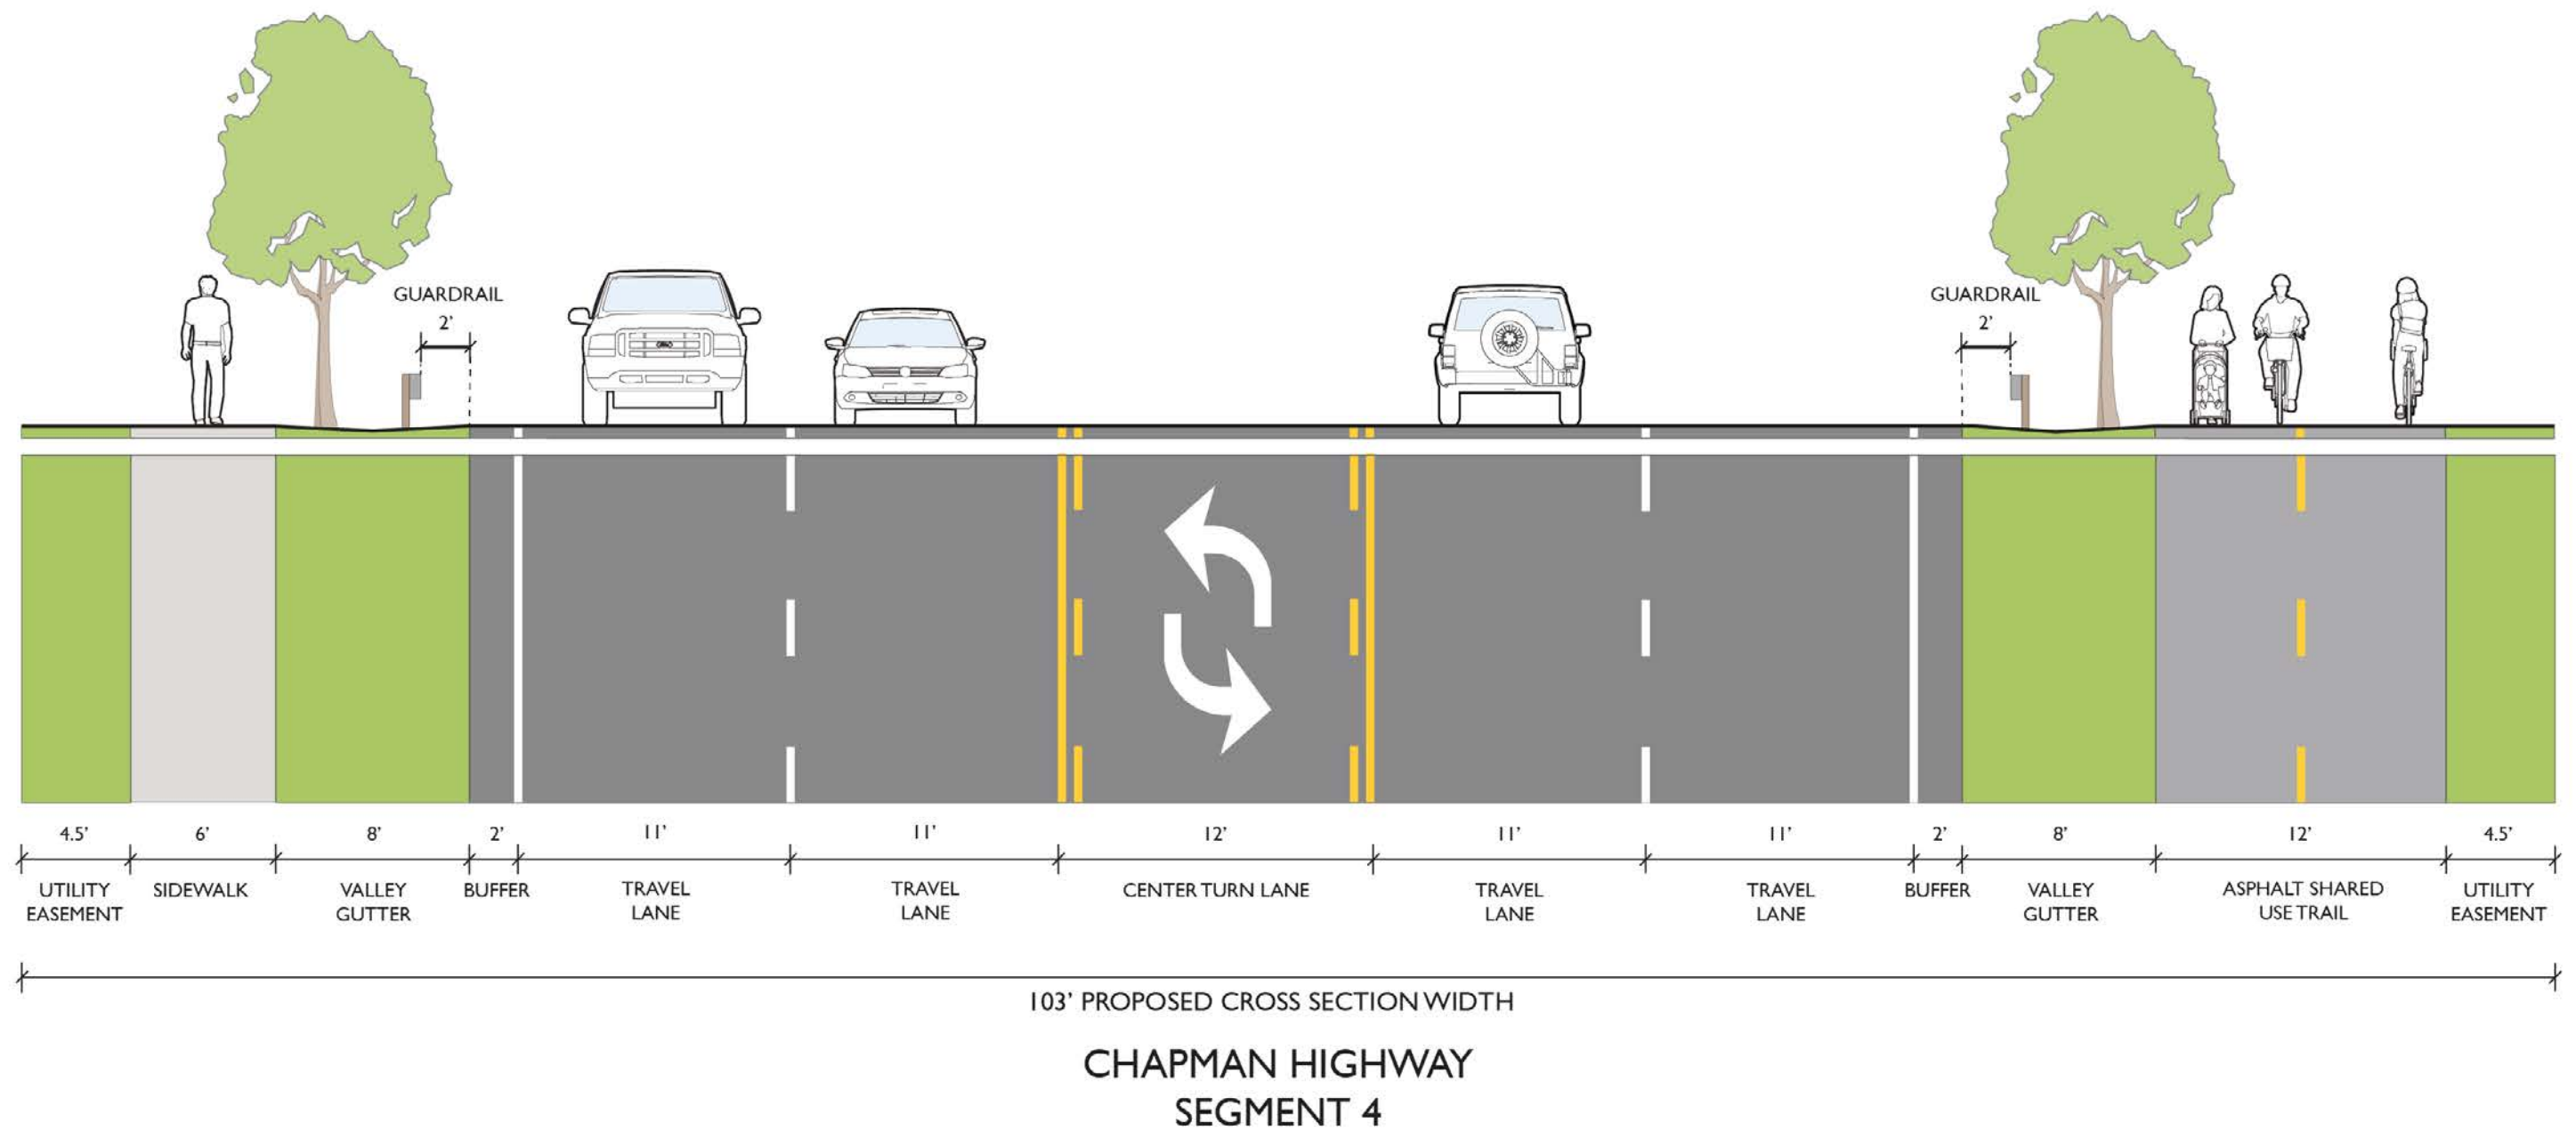 GUARDRAIL
2'
GUARDRAIL
2'
4.5' 6' 8' 2' 11' 11' 12' 11' 11' 2' 8' 12' 4.5'
UTILITY SIDEWALK VALLEY BUFFER TRAVEL TRAVEL CENTER TURN LANE TRAVEL TRAVEL BUFFER VALLEY ASPHALT SHARED UTILITY
EASEMENT GUTTER LANE LANE LANE LANE GUTTER USE TRAIL EASEMENT
103' PROPOSED CROSS SECTION WIDTH
CHAPMAN HIGHWAY
SEGMENT 4